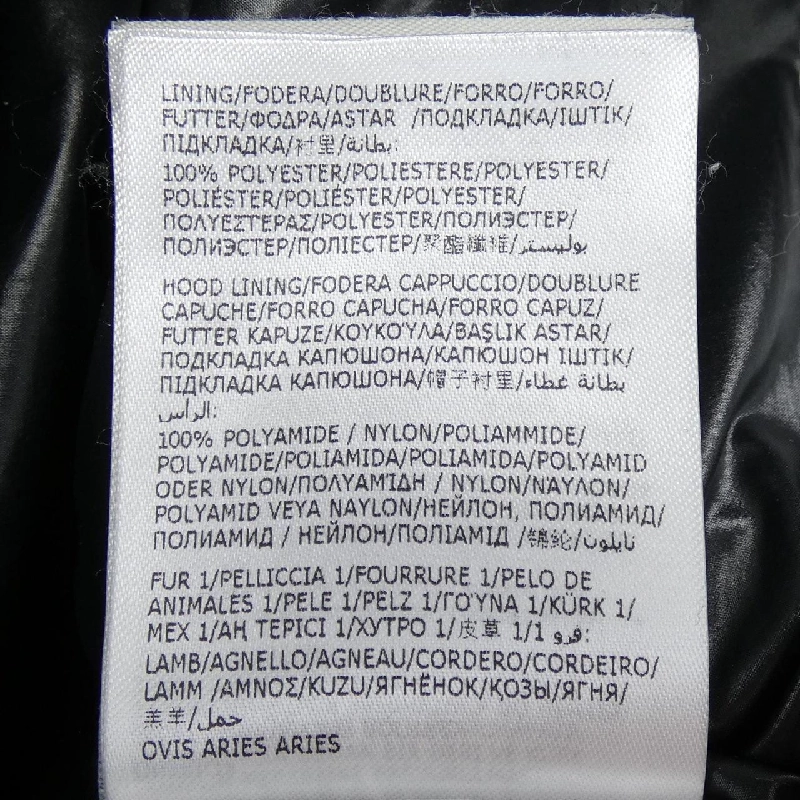 LINING/FODERA/DOUBLURE/FORRO/FORRO/
FUTTER/ΦΟΔΡΑ/ASTAR /ПОДКЛАДКА/ІШТІК/
ПІДКЛАДКА/衬里/بطانة:
100% POLYESTER/POLIESTERE/POLYESTER/
POLIÉSTER/POLIÉSTER/POLYESTER/
ΠΟΛΥΕΣΤΕΡΑΣ/POLYESTER/ПОЛИЭСТЕР/
ПОЛИЭСТЕР/ПОЛІЕСТЕР/聚酯纖維/بوليستر
HOOD LINING/FODERA CAPPUCCIO/DOUBLURE
CAPUCHE/FORRO CAPUCHA/FORRO CAPUZ/
FUTTER KAPUZE/ΚΟΥΚΟΎΛΑ/BAŞLIK ASTAR/
ПОДКЛАДКА КАПЮШОНА/КАПЮШОН ІШТІК/
ПІДКЛАДКА КАПЮШОНА/帽子衬里/بطانة غطاء
الرأس:
100% POLYAMIDE / NYLON/POLIAMMIDE/
POLYAMIDE/POLIAMIDA/POLIAMIDA/POLYAMID
ODER NYLON/ΠΟΛΥΑΜΊΔΗ / NYLON/ΝΆΥΛΟΝ/
POLYAMID VEYA NAYLON/НЕЙЛОН, ПОЛИАМИД/
ПОЛИАМИД / НЕЙЛОН/ПОЛІАМІД /锦纶/نايلون
FUR 1/PELLICCIA 1/FOURRURE 1/PELO DE
ANIMALES 1/PELE 1/PELZ 1/ΓΟΎΝΑ 1/KÜRK 1/
МЕХ 1/АҢ ТЕРІСІ 1/ХУТРО 1/皮草 1/1 فرو:
LAMB/AGNELLO/AGNEAU/CORDERO/CORDEIRO/
LAMM /ΑΜΝΟΣ/KUZU/ЯГНЁНОК/ҚОЗЫ/ЯГНЯ/
羔羊/حمل
OVIS ARIES ARIES